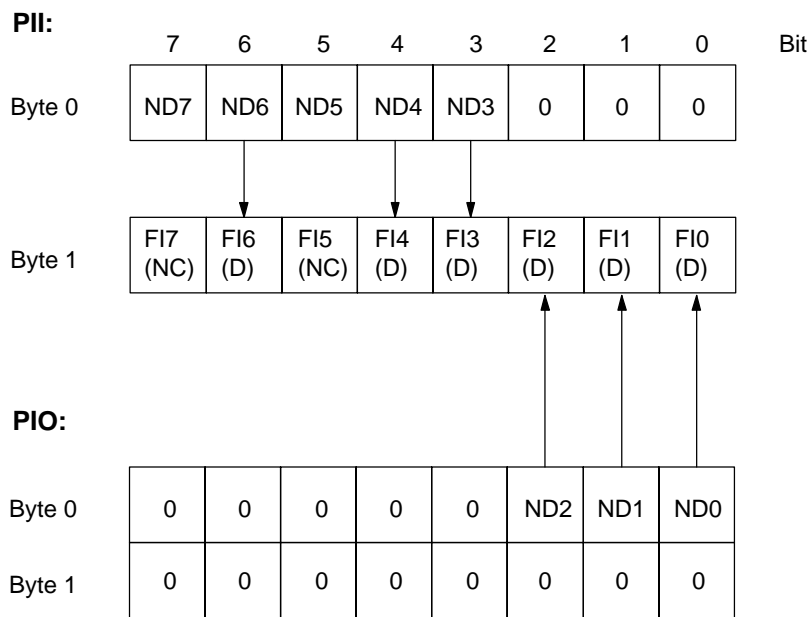 PII:
7 6 5 4 3 2 1 0 Bit
Byte 0 ND7 ND6 ND5 ND4 ND3 0 0 0
Byte 1 FI7 (NC) FI6 (D) FI5 (NC) FI4 (D) FI3 (D) FI2 (D) FI1 (D) FI0 (D)
PIO:
Byte 0 0 0 0 0 0 ND2 ND1 ND0
Byte 1 0 0 0 0 0 0 0 0